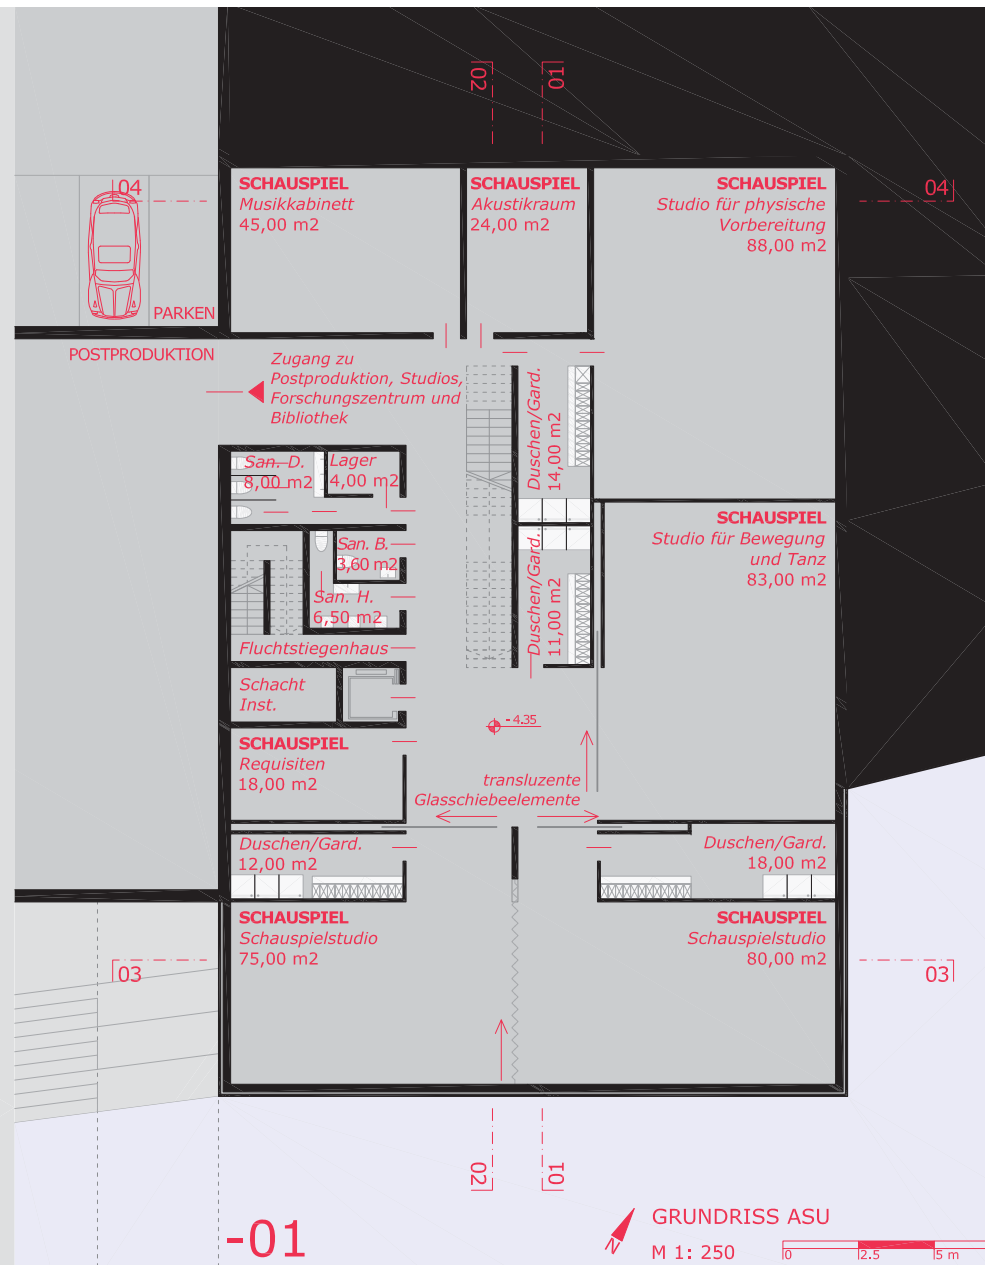 02
01
04
04
SCHAUSPIEL
Musikkabinett
45,00 m2
SCHAUSPIEL
Akustikraum
24,00 m2
SCHAUSPIEL
Studio für physische
Vorbereitung
88,00 m2
PARKEN
POSTPRODUKTION
Zugang zu
Postproduktion, Studios,
Forschungszentrum und
Bibliothek
Duschen/Gard.
14,00 m2
San. D.
8,00 m2
Lager
4,00 m2
SCHAUSPIEL
Studio für Bewegung
und Tanz
83,00 m2
San. B.
3,60 m2
Duschen/Gard.
11,00 m2
San. H.
6,50 m2
Fluchtstiegenhaus
Schacht
Inst.
- 4.35
SCHAUSPIEL
Requisiten
18,00 m2
transluzente
Glasschiebeelemente
Duschen/Gard.
12,00 m2
Duschen/Gard.
18,00 m2
SCHAUSPIEL
Schauspielstudio
75,00 m2
SCHAUSPIEL
Schauspielstudio
80,00 m2
03
03
02
01
-01
N
GRUNDRISS ASU
M 1: 250
0 2.5 5 m